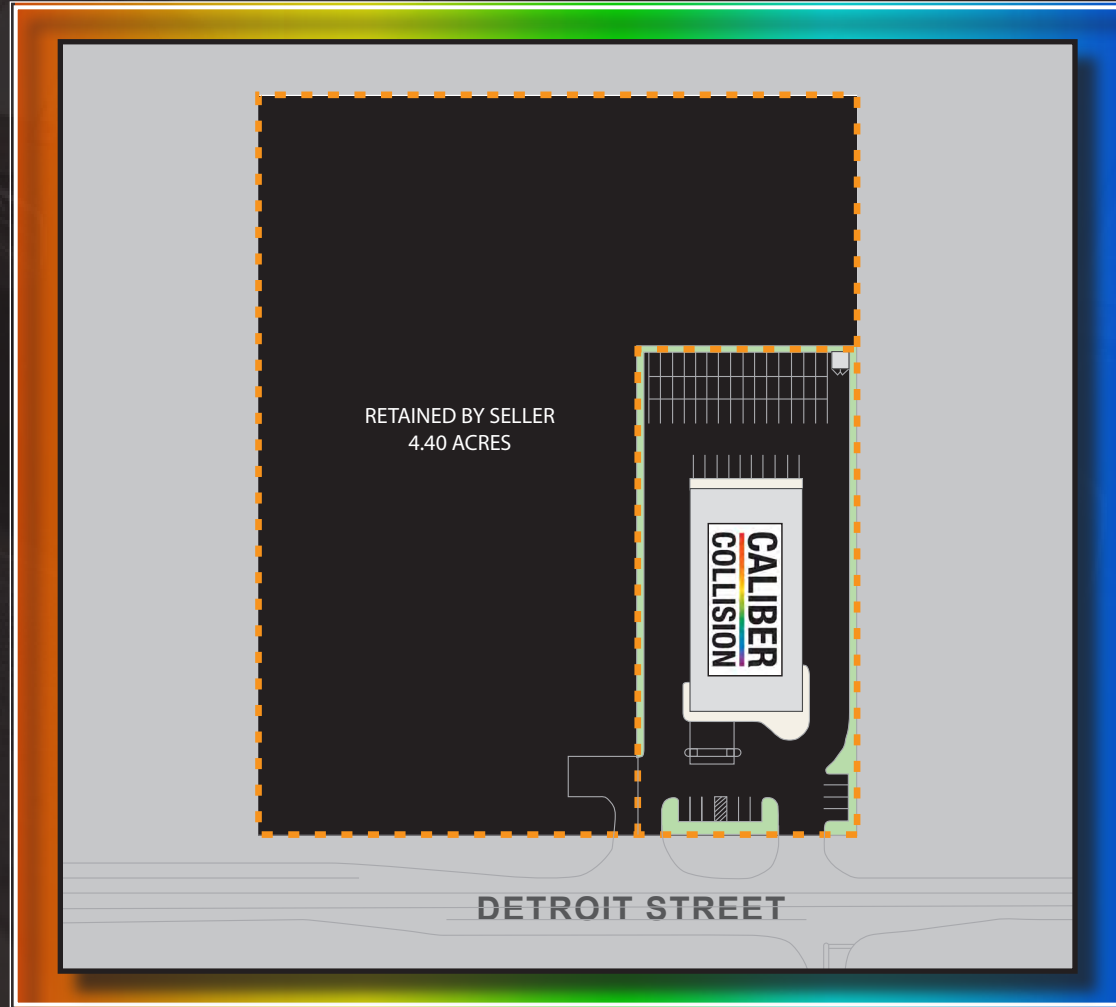 RETAINED BY SELLER
4.40 ACRES
CALIBER
COLLISION
DETROIT STREET